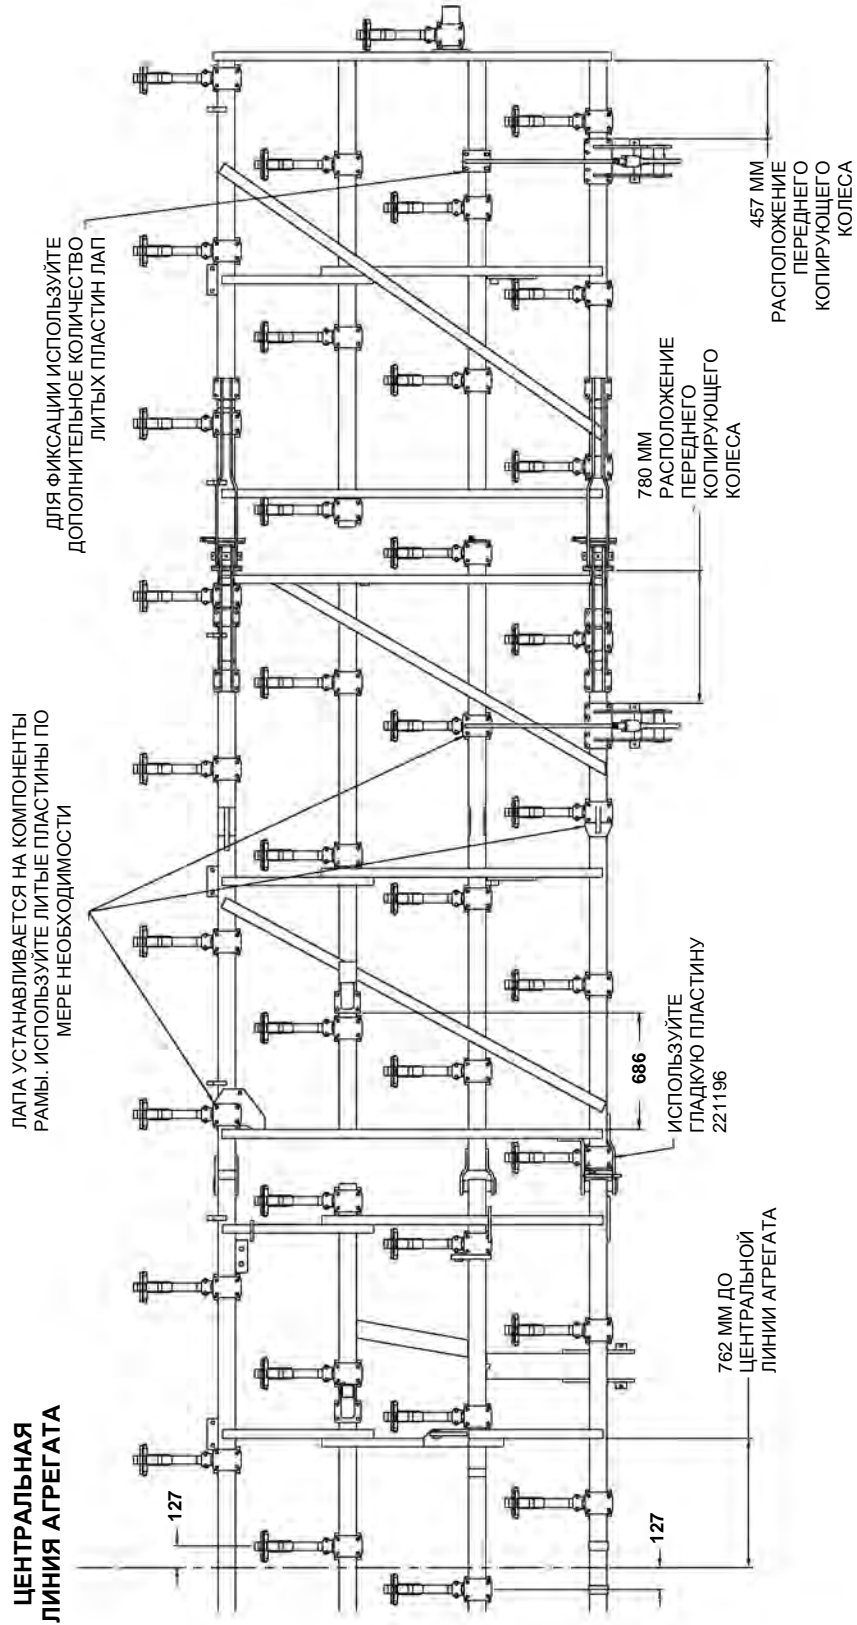 ЦЕНТРАЛЬНАЯ
ЛИНИЯ АГРЕГАТА
ЛАПА УСТАНАВЛИВАЕТСЯ НА КОМПОНЕНТЫ
РАМЫ. ИСПОЛЬЗУЙТЕ ЛИТЫЕ ПЛАСТИНЫ ПО
МЕРЕ НЕОБХОДИМОСТИ
ДЛЯ ФИКСАЦИИ ИСПОЛЬЗУЙТЕ
ДОПОЛНИТЕЛЬНОЕ КОЛИЧЕСТВО
ЛИТЫХ ПЛАСТИН ЛАП
127
127
762 ММ ДО
ЦЕНТРАЛЬНОЙ
ЛИНИИ АГРЕГАТА
686
ИСПОЛЬЗУЙТЕ
ГЛАДКУЮ ПЛАСТИНУ
221196
780 ММ
РАСПОЛОЖЕНИЕ
ПЕРЕДНЕГО
КОПИРУЮЩЕГО
КОЛЕСА
457 ММ
РАСПОЛОЖЕНИЕ
ПЕРЕДНЕГО
КОПИРУЮЩЕГО
КОЛЕСА